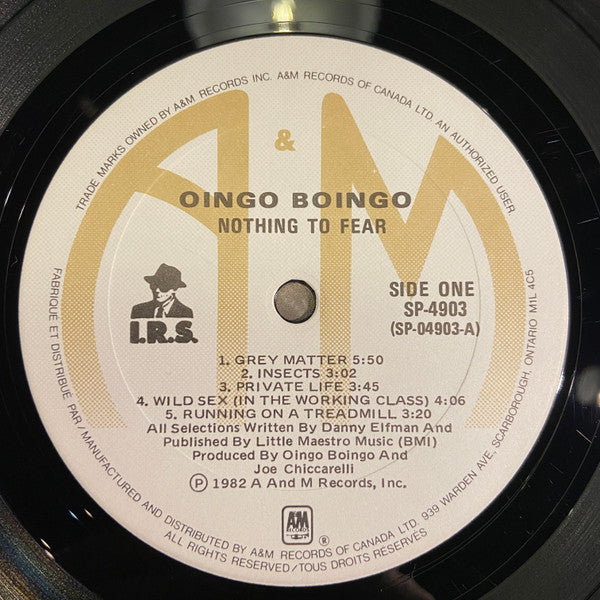 TRADE MARKS OWNED BY A&M RECORDS INC. A&M RECORDS OF CANADA LTD. AN AUTHORIZED USER
A & M
OINGO BOINGO
NOTHING TO FEAR
I.R.S.
SIDE ONE
SP-4903
(SP-04903-A)
1. GREY MATTER 5:50
2. INSECTS 3:02
3. PRIVATE LIFE 3:45
4. WILD SEX (IN THE WORKING CLASS) 4:06
5. RUNNING ON A TREADMILL 3:20
All Selections Written By Danny Elfman And
Published By Little Maestro Music (BMI)
Produced By Oingo Boingo And
Joe Chiccarelli
Ⓟ 1982 A And M Records, Inc.
A&M
RECORDS
®
FABRIQUÉ ET DISTRIBUÉ PAR / MANUFACTURED AND DISTRIBUTED BY A&M RECORDS OF CANADA LTD. 939 WARDEN AVE, SCARBOROUGH, ONTARIO M1L 4C5
ALL RIGHTS RESERVED/TOUS DROITS RESERVÉS